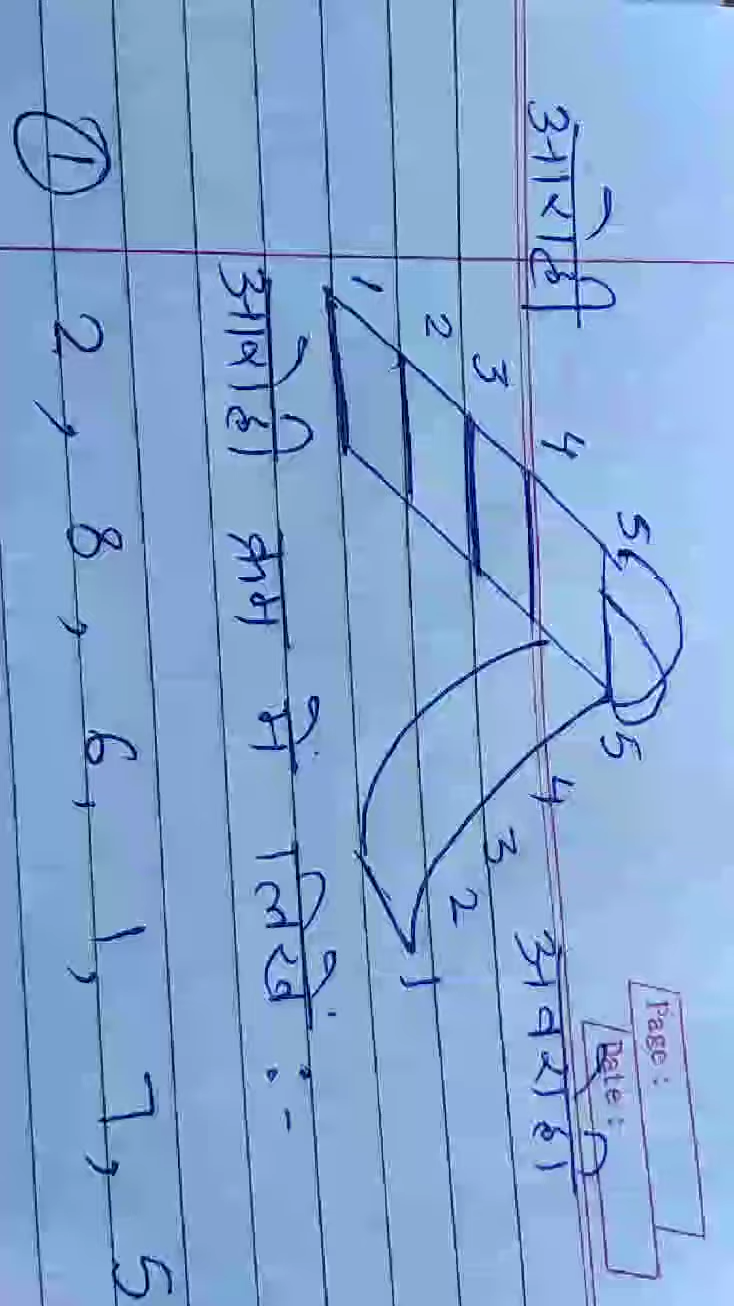 Page:
Date:
आरोही अवरोही
5 5
4 4
3 3
2 2
1 1
आरोही क्रम में लिखें :-
① 2, 8, 6, 1, 7, 5